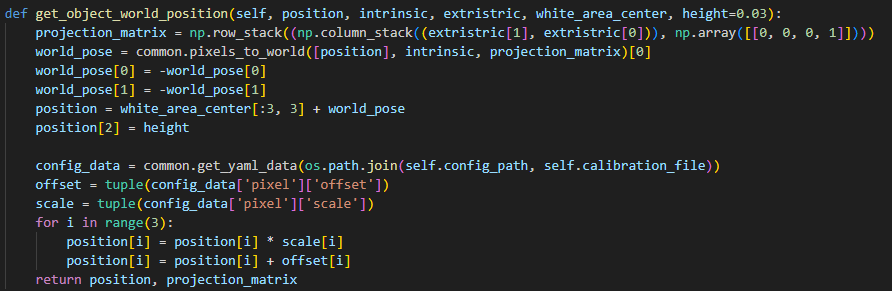 def get_object_world_position(self, position, intrinsic, extristric, white_area_center, height=0.03):
    projection_matrix = np.row_stack((np.column_stack((extristric[1], extristric[0])), np.array([[0, 0, 0, 1]])))
    world_pose = common.pixels_to_world([position], intrinsic, projection_matrix)[0]
    world_pose[0] = -world_pose[0]
    world_pose[1] = -world_pose[1]
    position = white_area_center[:3, 3] + world_pose
    position[2] = height

    config_data = common.get_yaml_data(os.path.join(self.config_path, self.calibration_file))
    offset = tuple(config_data['pixel']['offset'])
    scale = tuple(config_data['pixel']['scale'])
    for i in range(3):
        position[i] = position[i] * scale[i]
        position[i] = position[i] + offset[i]
    return position, projection_matrix